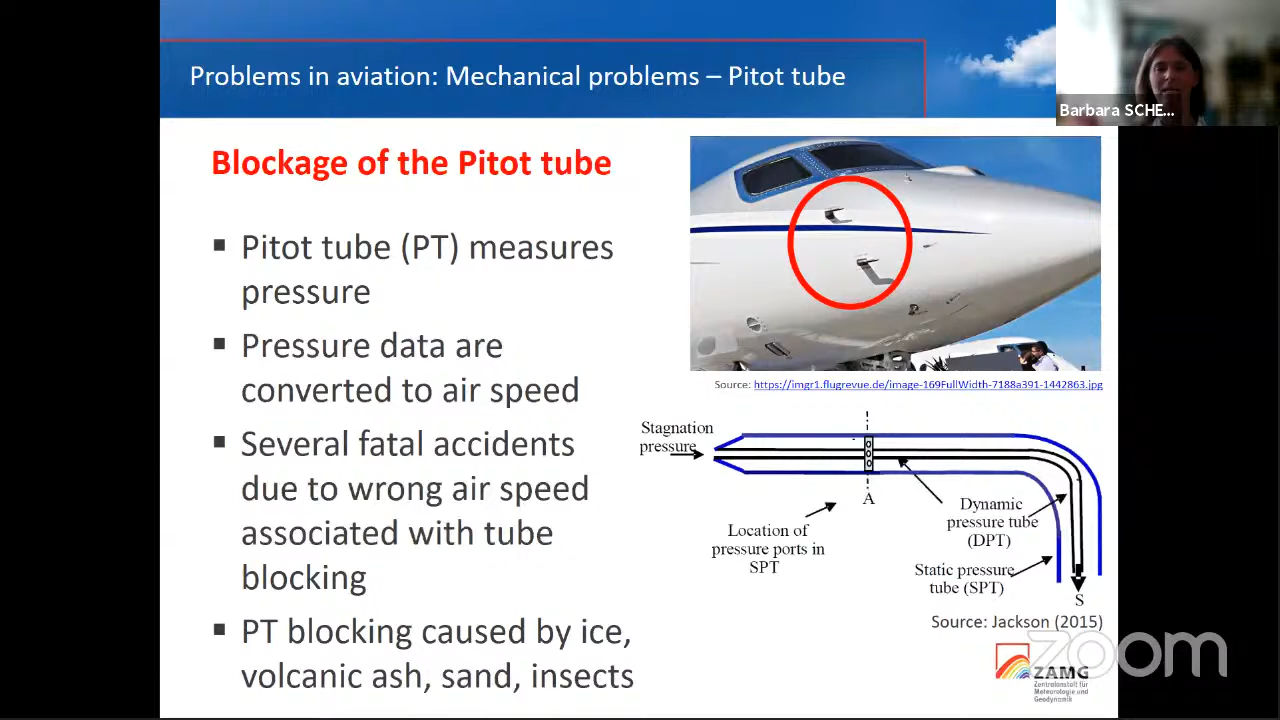 Problems in aviation: Mechanical problems – Pitot tube
Barbara SCHE...
Blockage of the Pitot tube
▪ Pitot tube (PT) measures
pressure
▪ Pressure data are
converted to air speed
▪ Several fatal accidents
due to wrong air speed
associated with tube
blocking
▪ PT blocking caused by ice,
volcanic ash, sand, insects
Source: https://imgr1.flugrevue.de/image-169FullWidth-7188a391-1442863.jpg
Stagnation
pressure
A
Location of
pressure ports in
SPT
Dynamic
pressure tube
(DPT)
Static pressure
tube (SPT)
S
Source: Jackson (2015)
zoom
ZAMG
Zentralanstalt für
Meteorologie und
Geodynamik